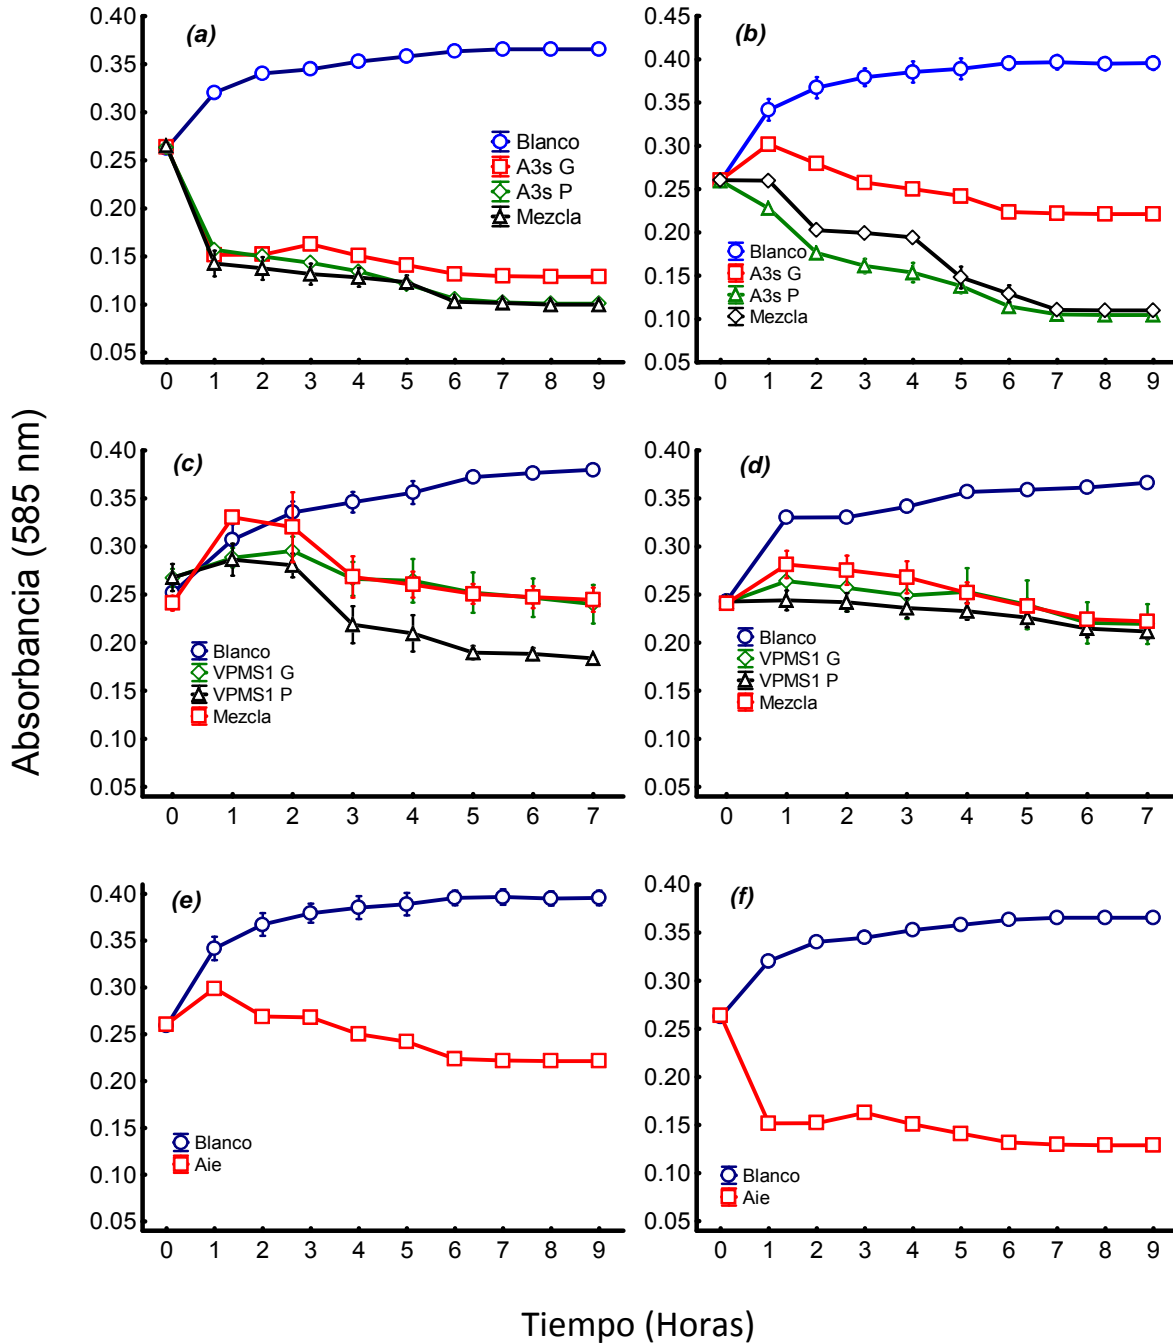 (a)
0.40
0.35
0.30
0.25
0.20
0.15
0.10
0.05
Blanco
A3s G
A3s P
Mezcla
0 1 2 3 4 5 6 7 8 9
(b)
0.45
0.40
0.35
0.30
0.25
0.20
0.15
0.10
0.05
Blanco
A3s G
A3s P
Mezcla
0 1 2 3 4 5 6 7 8 9
Absorbancia (585 nm)
(c)
0.40
0.35
0.30
0.25
0.20
0.15
0.10
0.05
Blanco
VPMS1 G
VPMS1 P
Mezcla
0 1 2 3 4 5 6 7
(d)
0.40
0.35
0.30
0.25
0.20
0.15
0.10
0.05
Blanco
VPMS1 G
VPMS1 P
Mezcla
0 1 2 3 4 5 6 7
(e)
0.40
0.35
0.30
0.25
0.20
0.15
0.10
0.05
Blanco
Aie
0 1 2 3 4 5 6 7 8 9
(f)
0.40
0.35
0.30
0.25
0.20
0.15
0.10
0.05
Blanco
Aie
0 1 2 3 4 5 6 7 8 9
Tiempo (Horas)